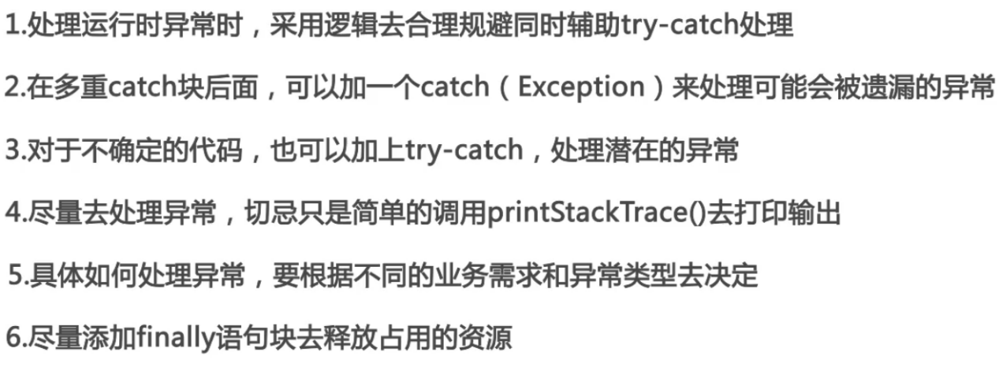 1.处理运行时异常时，采用逻辑去合理规避同时辅助try-catch处理
2.在多重catch块后面，可以加一个catch（Exception）来处理可能会被遗漏的异常
3.对于不确定的代码，也可以加上try-catch，处理潜在的异常
4.尽量去处理异常，切忌只是简单的调用printStackTrace()去打印输出
5.具体如何处理异常，要根据不同的业务需求和异常类型去决定
6.尽量添加finally语句块去释放占用的资源